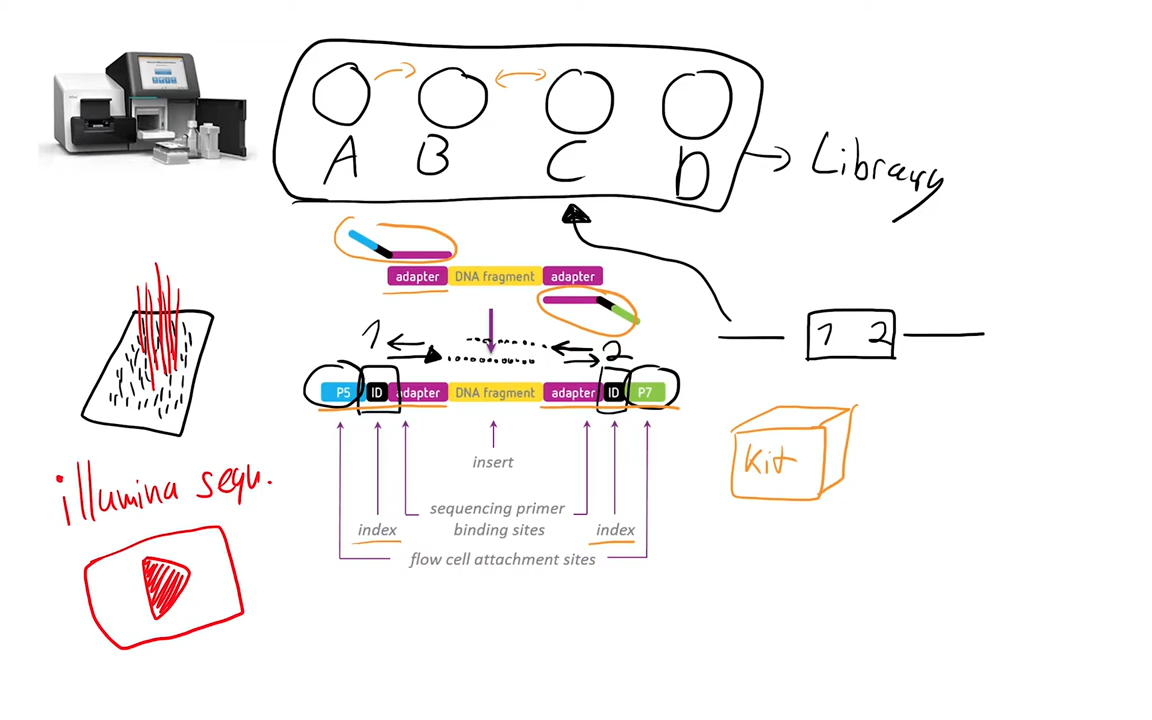 A B C D
Library
adapter DNA fragment adapter
1 2
1 2
P5 ID adapter DNA fragment adapter ID P7
Kit
insert
illumina sequ.
sequencing primer
binding sites
index index
flow cell attachment sites